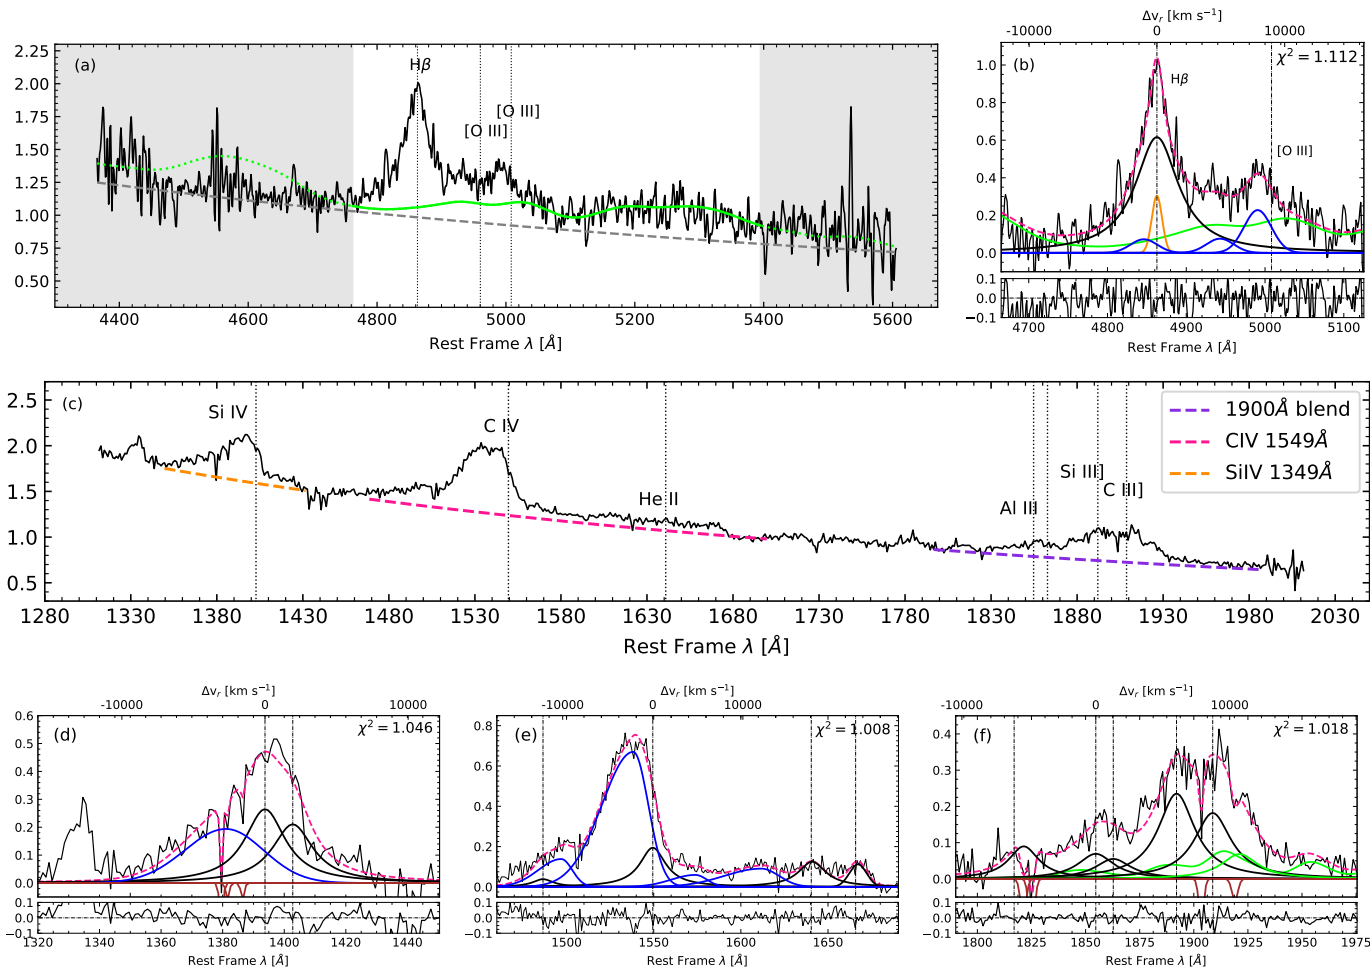 (a)
Hβ
[O III]
[O III]
2.25
2.00
1.75
1.50
1.25
1.00
0.75
0.50
4400 4600 4800 5000 5200 5400 5600
Rest Frame λ [Å]
Δvᵣ [km s⁻¹]
-10000 0 10000
(b)
χ² = 1.112
Hβ
[O III]
1.0
0.8
0.6
0.4
0.2
0.0
0.1
0.0
−0.1
4700 4800 4900 5000 5100
Rest Frame λ [Å]
(c)
Si IV
C IV
He II
Al III
Si III]
C III]
1900Å blend
CIV 1549Å
SiIV 1349Å
2.5
2.0
1.5
1.0
0.5
1280 1330 1380 1430 1480 1530 1580 1630 1680 1730 1780 1830 1880 1930 1980 2030
Rest Frame λ [Å]
Δvᵣ [km s⁻¹]
-10000 0 10000
(d)
χ² = 1.046
0.6
0.5
0.4
0.3
0.2
0.1
0.0
0.1
0.0
−0.1
1320 1340 1360 1380 1400 1420 1440
Rest Frame λ [Å]
Δvᵣ [km s⁻¹]
-10000 0 10000
(e)
χ² = 1.008
0.8
0.6
0.4
0.2
0.0
0.1
0.0
−0.1
1500 1550 1600 1650
Rest Frame λ [Å]
Δvᵣ [km s⁻¹]
-10000 0 10000
(f)
χ² = 1.018
0.4
0.3
0.2
0.1
0.0
0.1
0.0
−0.1
1800 1825 1850 1875 1900 1925 1950 1975
Rest Frame λ [Å]